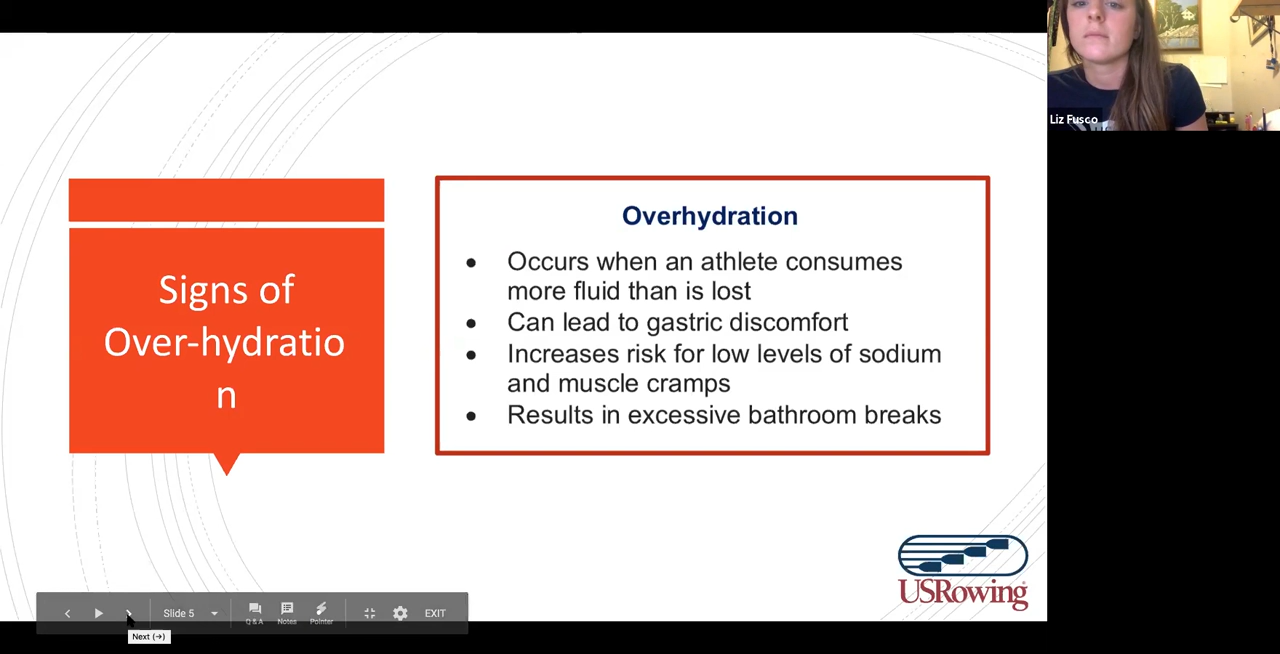 Liz Fusco
Signs of
Over-hydratio
n
Overhydration
• Occurs when an athlete consumes
more fluid than is lost
• Can lead to gastric discomfort
• Increases risk for low levels of sodium
and muscle cramps
• Results in excessive bathroom breaks
USRowing
Slide 5
Q & A
Notes
Pointer
EXIT
Next (→)